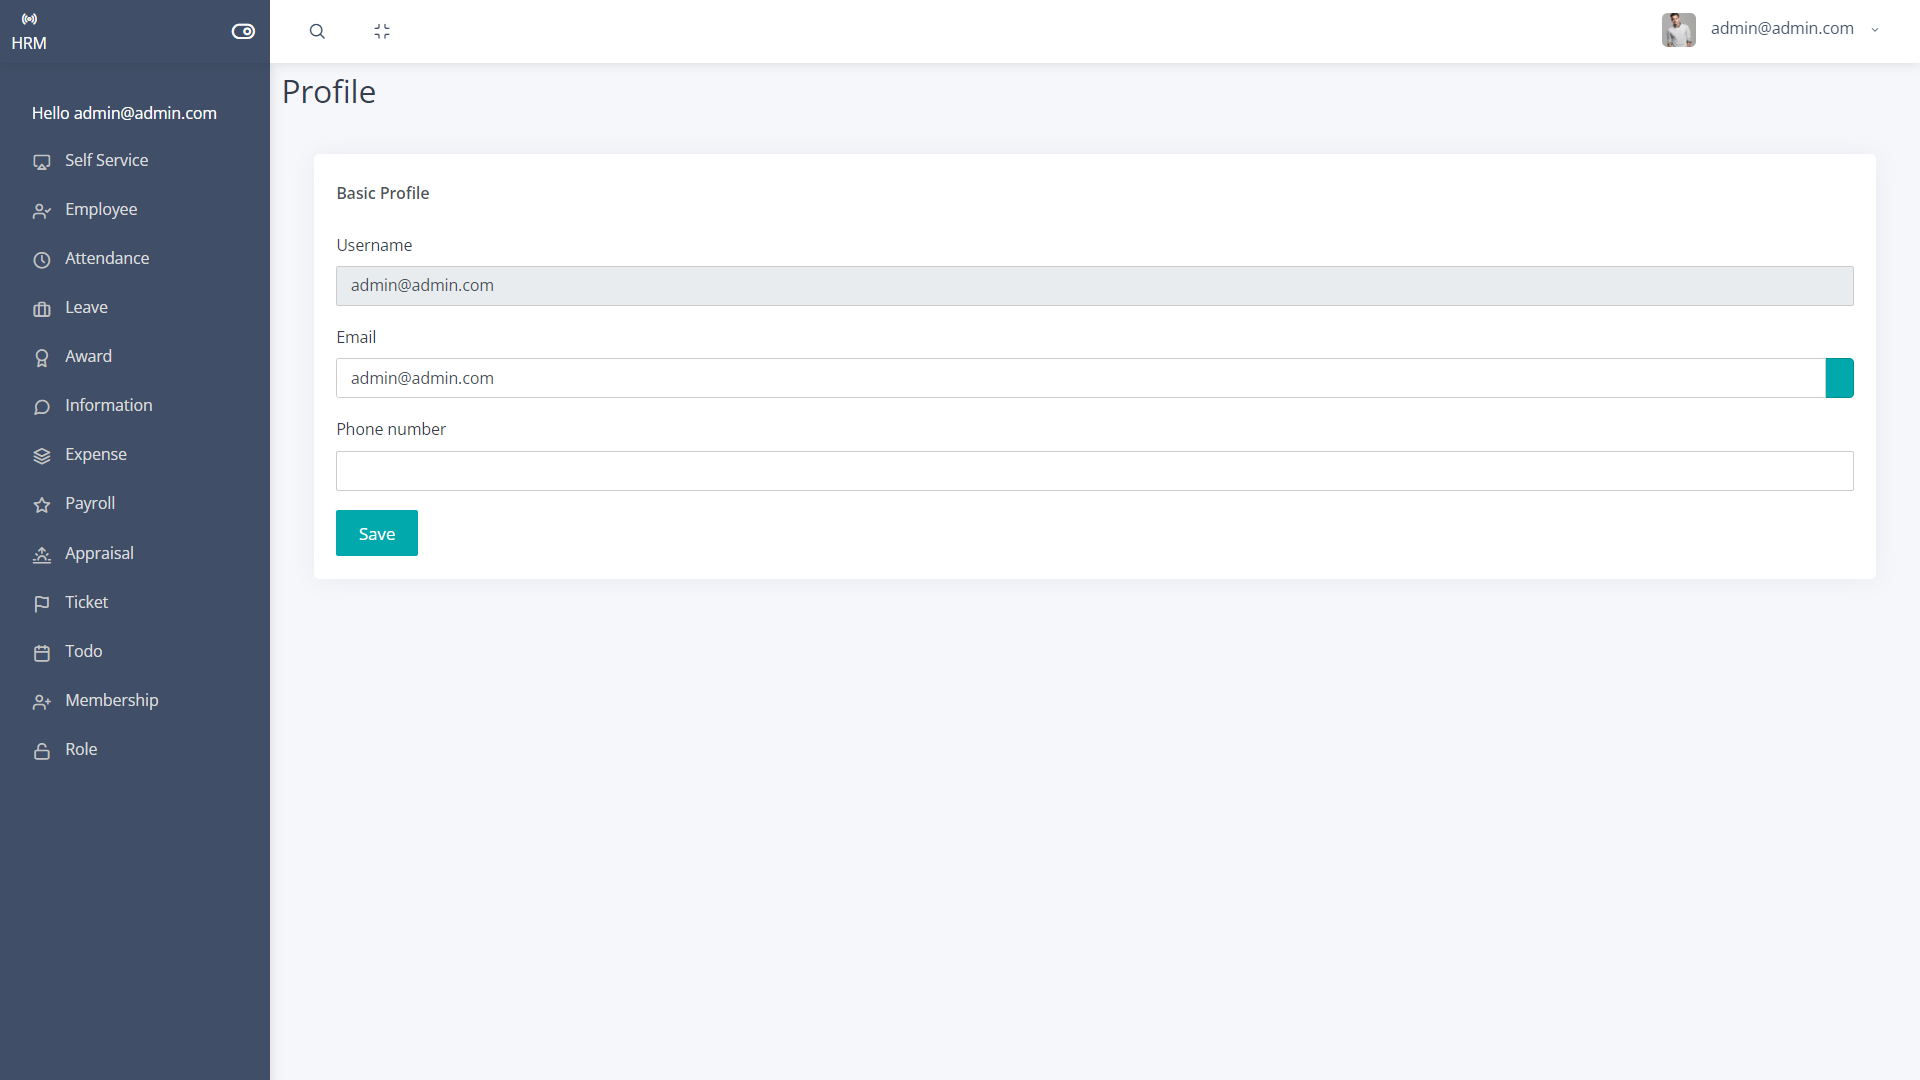 HRM
admin@admin.com
Hello admin@admin.com
Self Service
Employee
Attendance
Leave
Award
Information
Expense
Payroll
Appraisal
Ticket
Todo
Membership
Role
Profile
Basic Profile
Username
admin@admin.com
Email
admin@admin.com
Phone number
Save